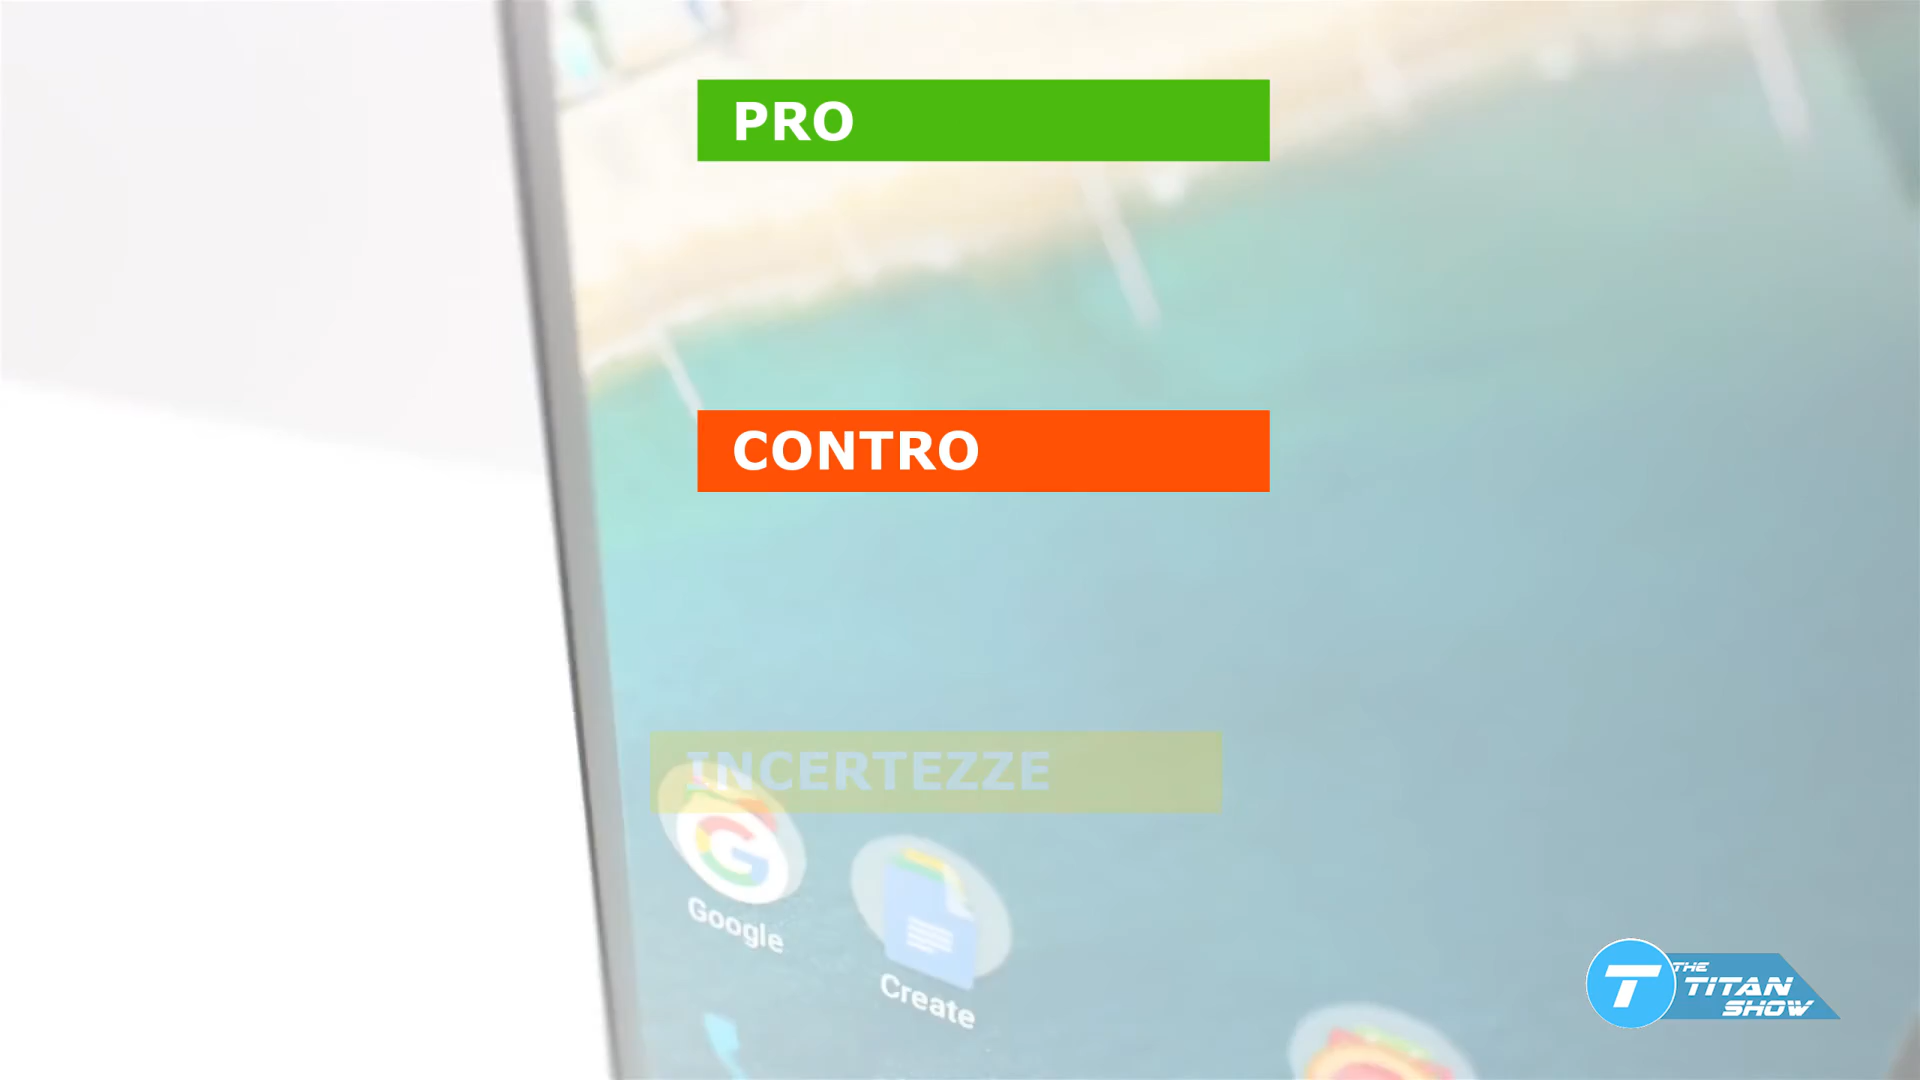 PRO
CONTRO
INCERTEZZE
Google
Create
T THE
TITAN
SHOW